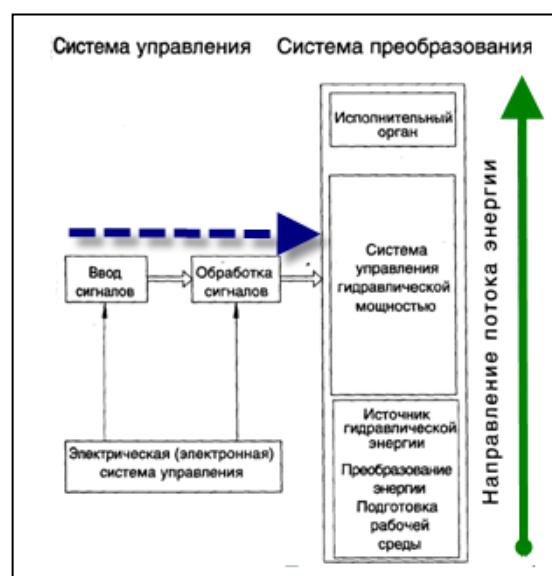 Система управления
Система преобразования
Исполнительный
орган
Система
управления
гидравлической
мощностью
Ввод
сигналов
Обработка
сигналов
Электрическая (электронная)
система управления
Источник
гидравлической
энергии
Преобразование
энергии
Подготовка
рабочей
среды
Направление потока энергии